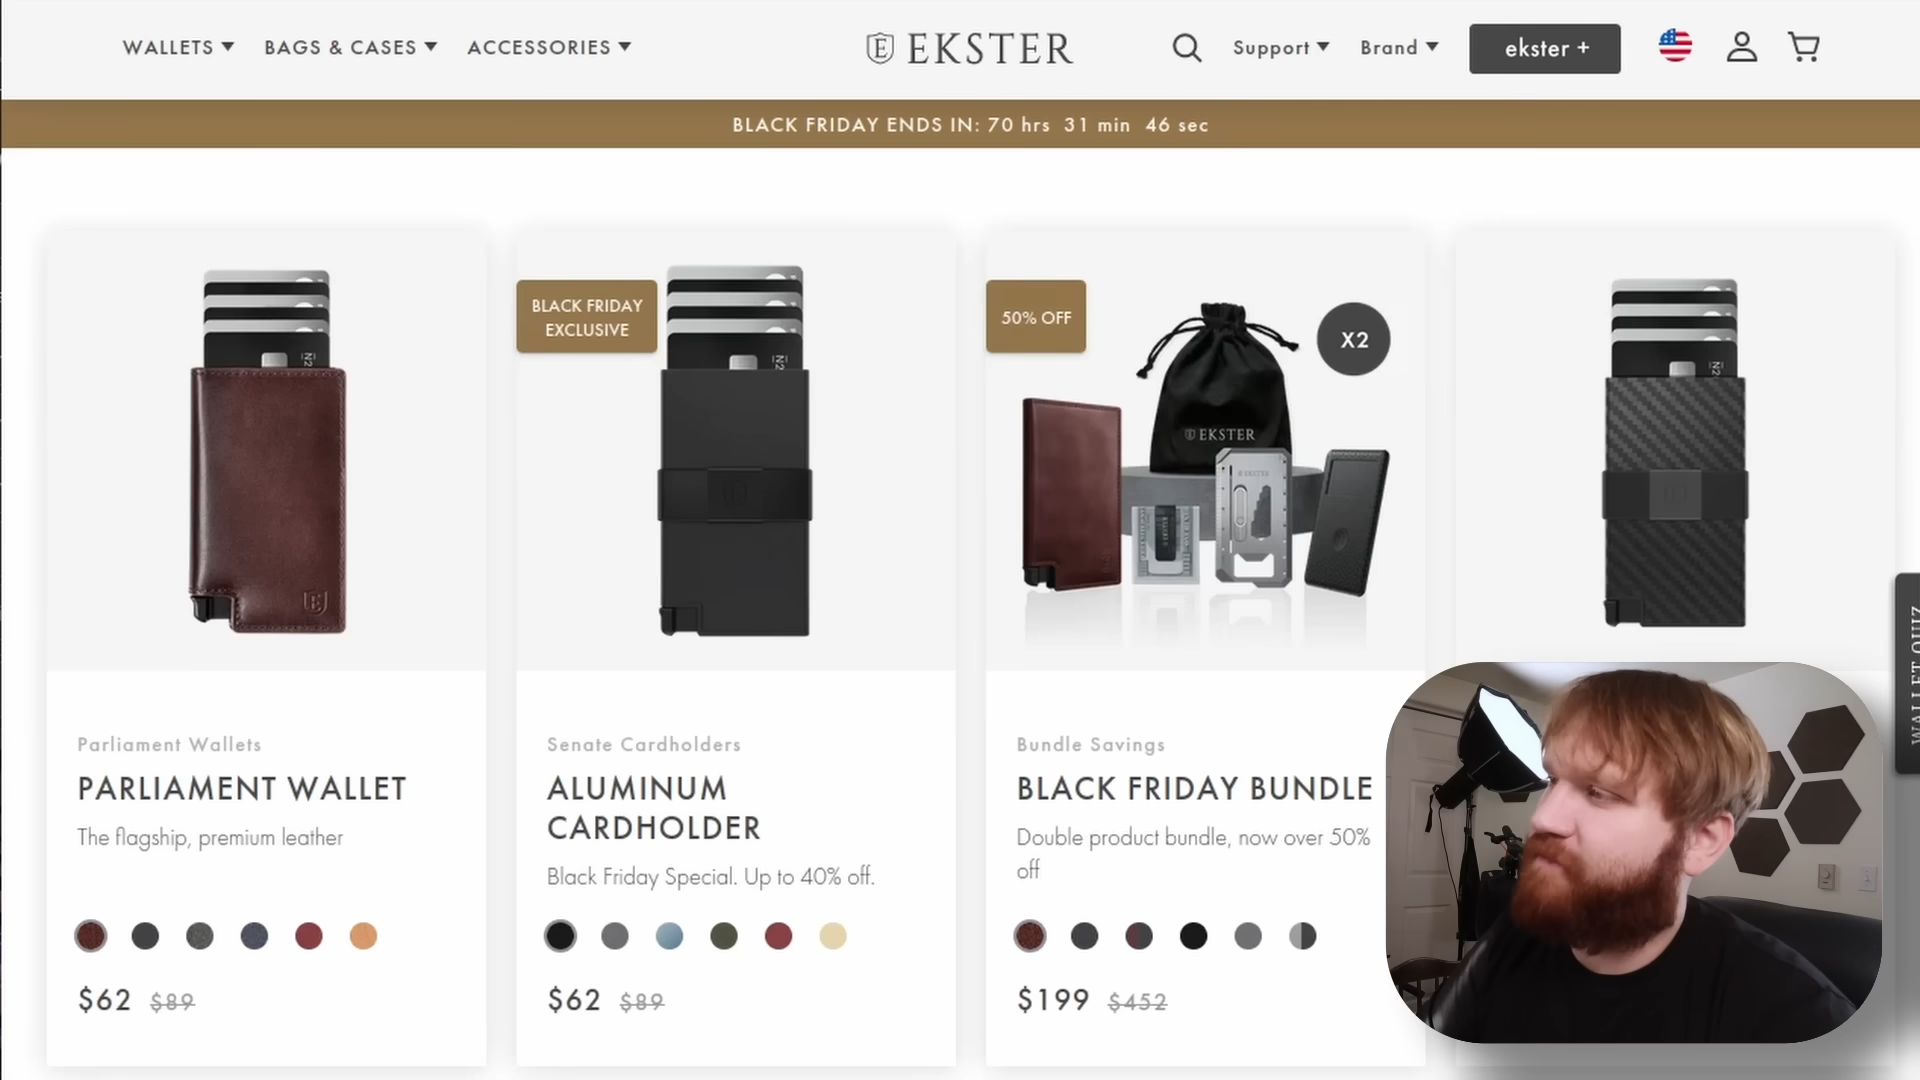 WALLETS
BAGS & CASES
ACCESSORIES
EKSTER
Support
Brand
ekster +
BLACK FRIDAY ENDS IN: 70 hrs 31 min 46 sec
BLACK FRIDAY
EXCLUSIVE
50% OFF
X2
EKSTER
WALLET QUIZ
Parliament Wallets
PARLIAMENT WALLET
The flagship, premium leather
$62 $89
Senate Cardholders
ALUMINUM
CARDHOLDER
Black Friday Special. Up to 40% off.
$62 $89
Bundle Savings
BLACK FRIDAY BUNDLE
Double product bundle, now over 50%
off
$199 $452